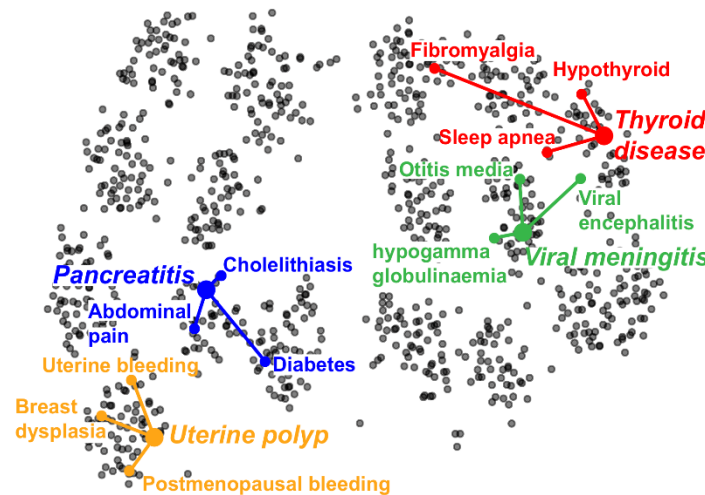 Fibromyalgia
Hypothyroid
Thyroid
disease
Sleep apnea
Otitis media
Viral
encephalitis
hypogamma
globulinaemia
Viral meningitis
Cholelithiasis
Pancreatitis
Abdominal
pain
Diabetes
Uterine bleeding
Breast
dysplasia
Uterine polyp
Postmenopausal bleeding